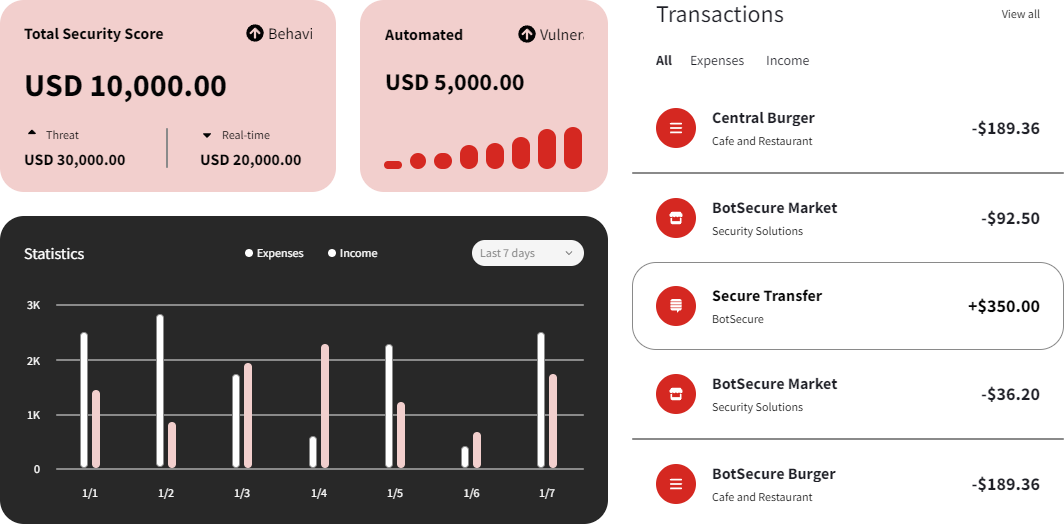 Total Security Score
Behavi
USD 10,000.00
Threat
USD 30,000.00
Real-time
USD 20,000.00
Automated
Vulner
USD 5,000.00
Statistics
Expenses
Income
Last 7 days
3K
2K
1K
0
1/1
1/2
1/3
1/4
1/5
1/6
1/7
Transactions
View all
All
Expenses
Income
Central Burger
Cafe and Restaurant
-$189.36
BotSecure Market
Security Solutions
-$92.50
Secure Transfer
BotSecure
+$350.00
BotSecure Market
Security Solutions
-$36.20
BotSecure Burger
Cafe and Restaurant
-$189.36